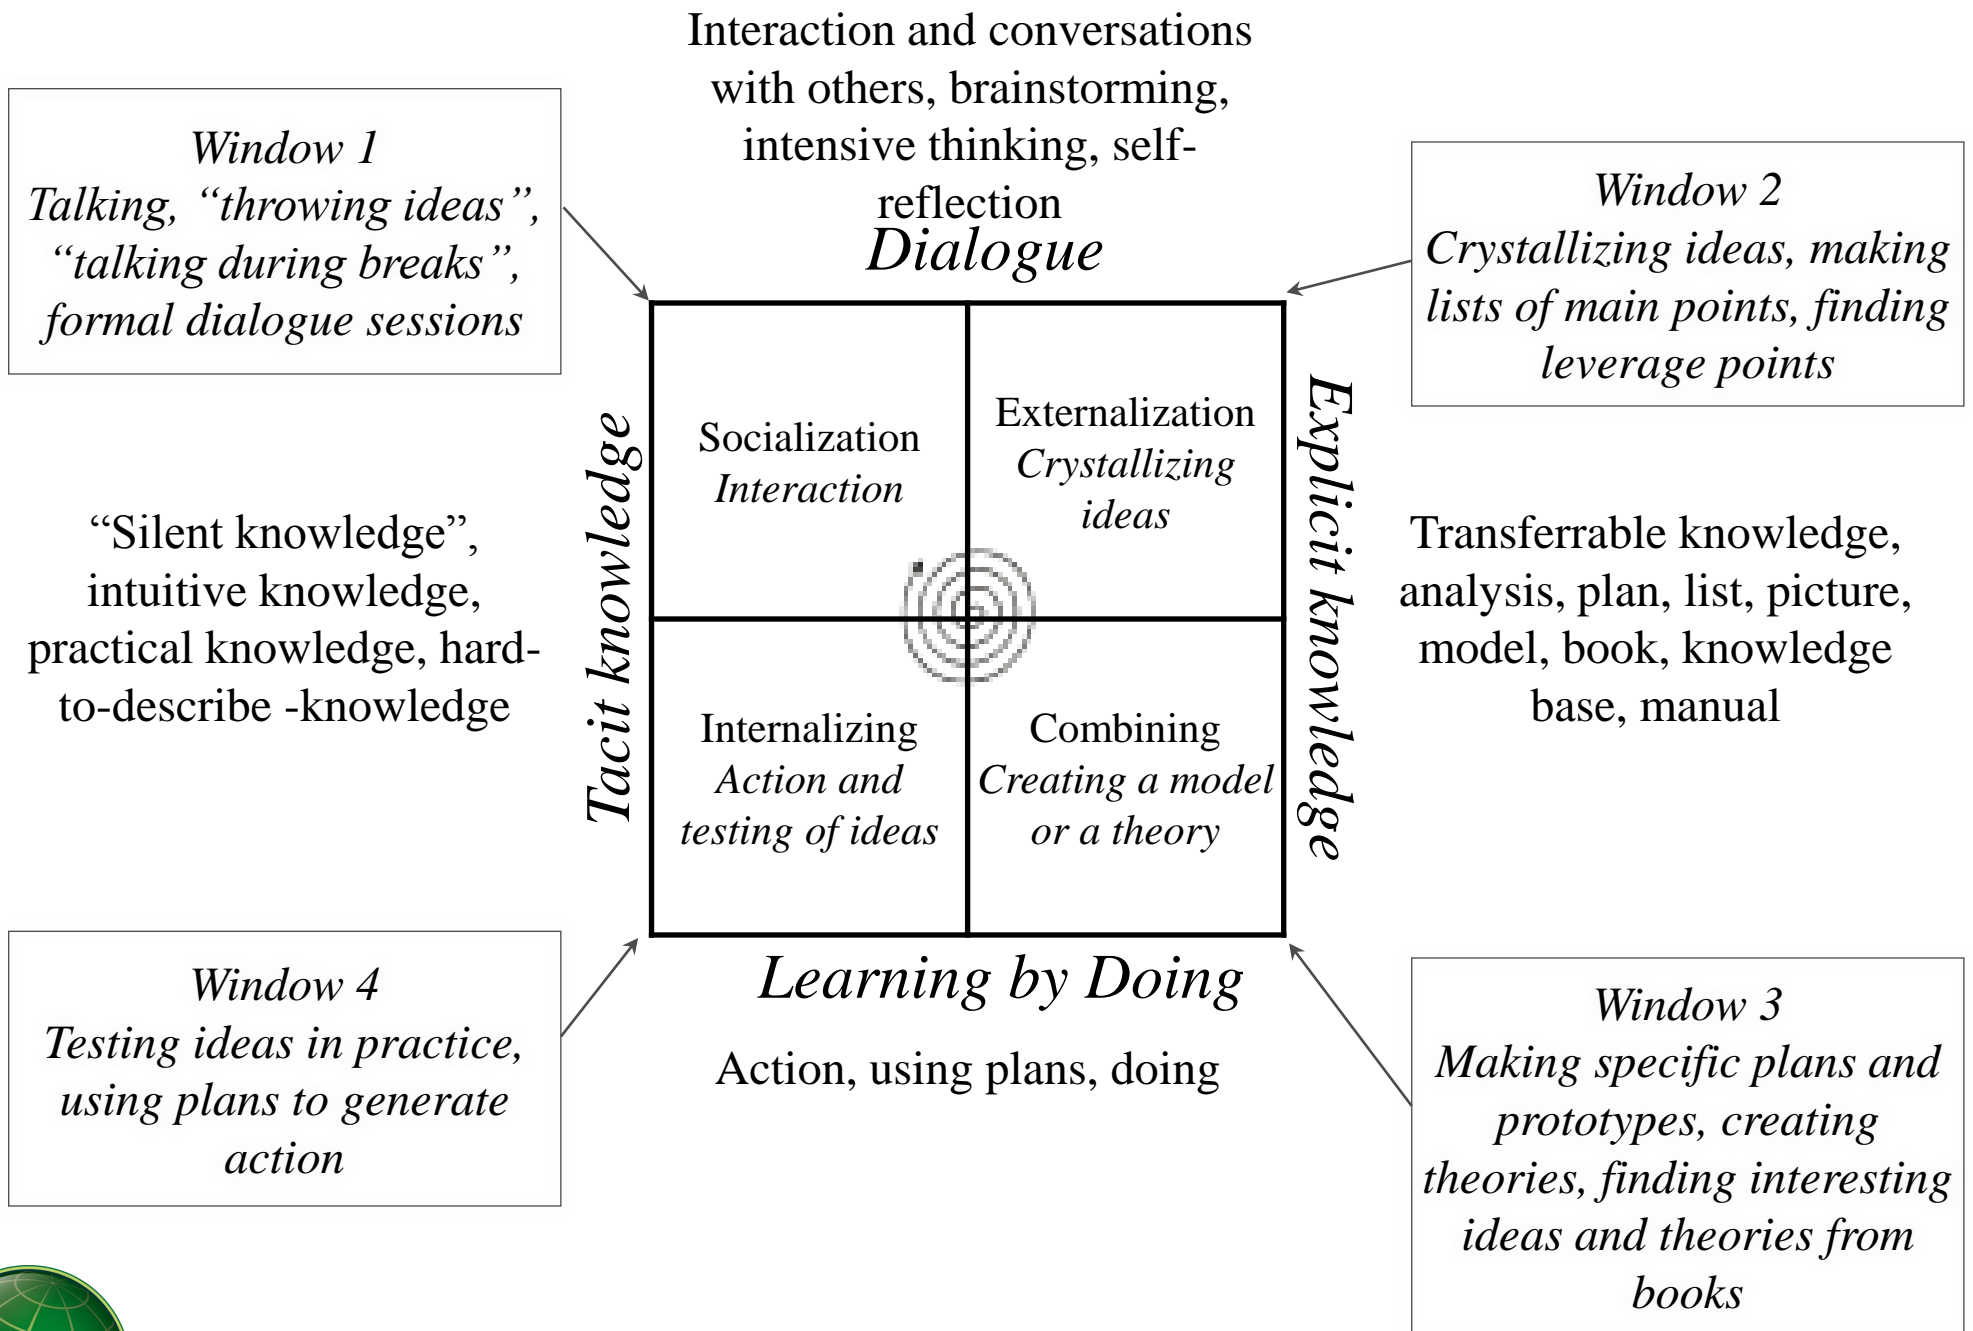 Interaction and conversations
with others, brainstorming,
intensive thinking, self-
reflection
Dialogue
Window 1
Talking, “throwing ideas”,
“talking during breaks”,
formal dialogue sessions
Window 2
Crystallizing ideas, making
lists of main points, finding
leverage points
Tacit knowledge
Socialization
Interaction
Externalization
Crystallizing
ideas
Explicit knowledge
“Silent knowledge”,
intuitive knowledge,
practical knowledge, hard-
to-describe -knowledge
Transferrable knowledge,
analysis, plan, list, picture,
model, book, knowledge
base, manual
Internalizing
Action and
testing of ideas
Combining
Creating a model
or a theory
Learning by Doing
Action, using plans, doing
Window 4
Testing ideas in practice,
using plans to generate
action
Window 3
Making specific plans and
prototypes, creating
theories, finding interesting
ideas and theories from
books